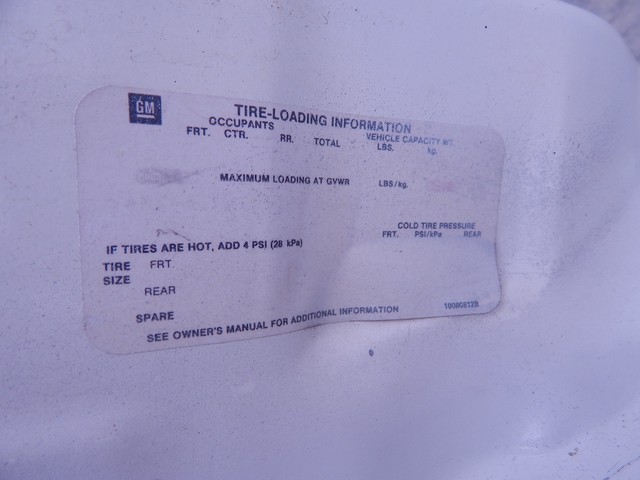 GM
TIRE-LOADING INFORMATION
OCCUPANTS VEHICLE CAPACITY WT.
FRT. CTR. RR. TOTAL LBS. kg.
MAXIMUM LOADING AT GVWR LBS/kg.
COLD TIRE PRESSURE
FRT. PSI/kPa REAR
IF TIRES ARE HOT, ADD 4 PSI (28 kPa)
TIRE FRT.
SIZE
REAR
SPARE
SEE OWNER'S MANUAL FOR ADDITIONAL INFORMATION